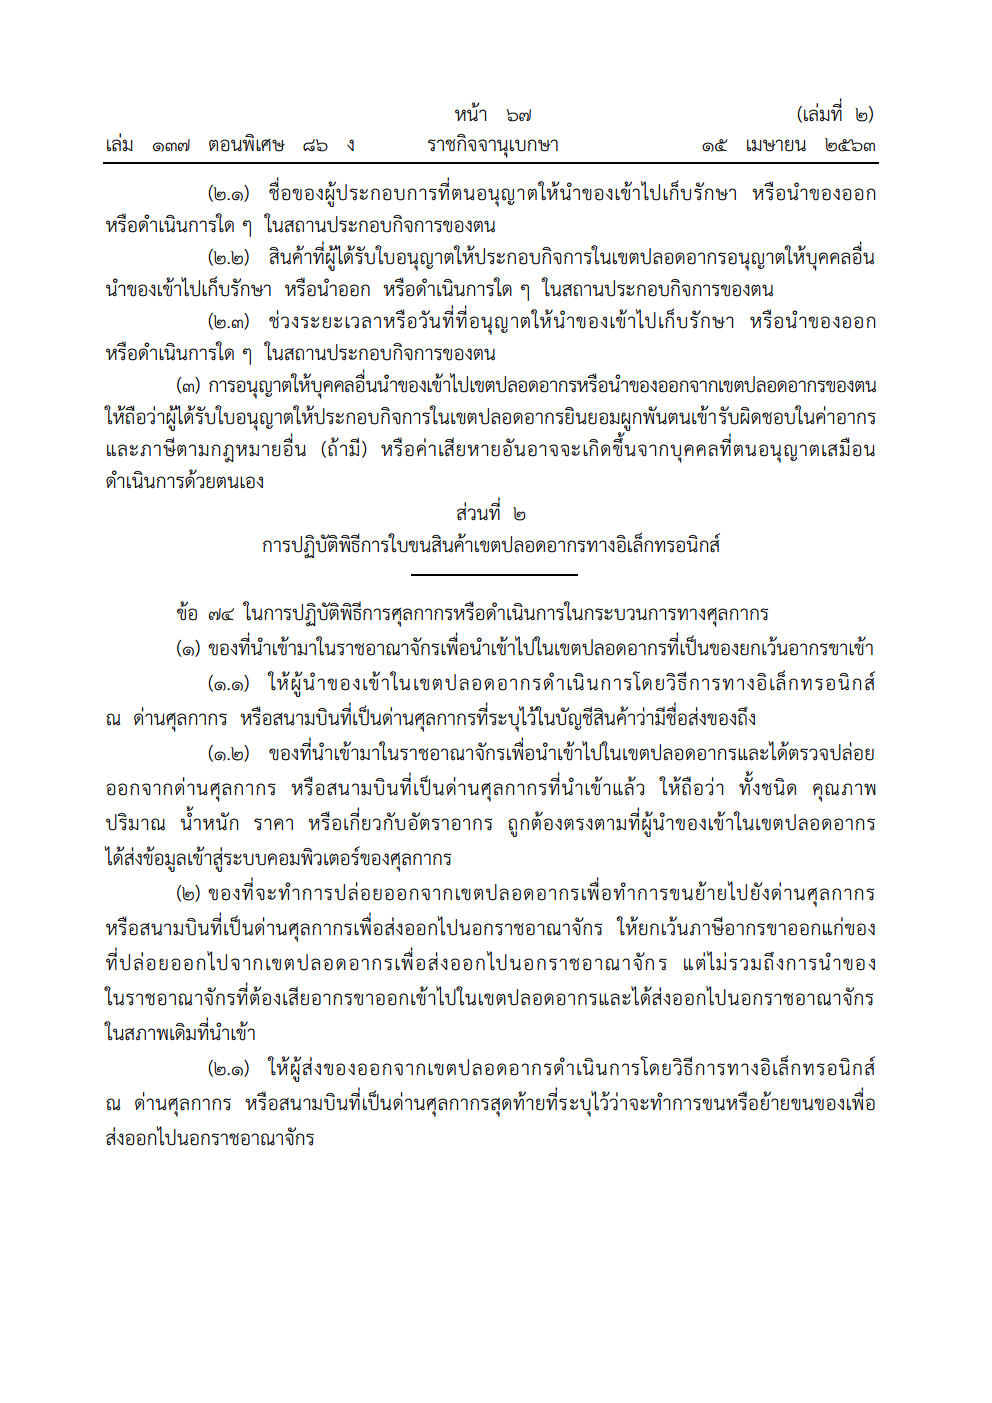 หน้า ๖๗
(เล่มที่ ๒)
เล่ม ๑๓๗ ตอนพิเศษ ๘๖ ง ราชกิจจานุเบกษา ๑๕ เมษายน ๒๕๖๓
(๒.๑) ชื่อของผู้ประกอบการที่ตนอนุญาตให้นำของเข้าไปเก็บรักษา หรือนำของออก
หรือดำเนินการใด ๆ ในสถานประกอบกิจการของตน
(๒.๒) สินค้าที่ผู้ได้รับใบอนุญาตให้ประกอบกิจการในเขตปลอดอากรอนุญาตให้บุคคลอื่น
นำของเข้าไปเก็บรักษา หรือนำออก หรือดำเนินการใด ๆ ในสถานประกอบกิจการของตน
(๒.๓) ช่วงระยะเวลาหรือวันที่ที่อนุญาตให้นำของเข้าไปเก็บรักษา หรือนำของออก
หรือดำเนินการใด ๆ ในสถานประกอบกิจการของตน
(๓) การอนุญาตให้บุคคลอื่นนำของเข้าไปเขตปลอดอากรหรือนำของออกจากเขตปลอดอากรของตน
ให้ถือว่าผู้ได้รับใบอนุญาตให้ประกอบกิจการในเขตปลอดอากรยินยอมผูกพันตนเข้ารับผิดชอบในค่าอากร
และภาษีตามกฎหมายอื่น (ถ้ามี) หรือค่าเสียหายอันอาจจะเกิดขึ้นจากบุคคลที่ตนอนุญาตเสมือน
ดำเนินการด้วยตนเอง
ส่วนที่ ๒
การปฏิบัติพิธีการใบขนสินค้าเขตปลอดอากรทางอิเล็กทรอนิกส์
ข้อ ๗๔ ในการปฏิบัติพิธีการศุลกากรหรือดำเนินการในกระบวนการทางศุลกากร
(๑) ของที่นำเข้ามาในราชอาณาจักรเพื่อนำเข้าไปในเขตปลอดอากรที่เป็นของยกเว้นอากรขาเข้า
(๑.๑) ให้ผู้นำของเข้าในเขตปลอดอากรดำเนินการโดยวิธีการทางอิเล็กทรอนิกส์
ณ ด่านศุลกากร หรือสนามบินที่เป็นด่านศุลกากรที่ระบุไว้ในบัญชีสินค้าว่ามีชื่อส่งของถึง
(๑.๒) ของที่นำเข้ามาในราชอาณาจักรเพื่อนำเข้าไปในเขตปลอดอากรและได้ตรวจปล่อย
ออกจากด่านศุลกากร หรือสนามบินที่เป็นด่านศุลกากรที่นำเข้าแล้ว ให้ถือว่า ทั้งชนิด คุณภาพ
ปริมาณ น้ำหนัก ราคา หรือเกี่ยวกับอัตราอากร ถูกต้องตรงตามที่ผู้นำของเข้าในเขตปลอดอากร
ได้ส่งข้อมูลเข้าสู่ระบบคอมพิวเตอร์ของศุลกากร
(๒) ของที่จะทำการปล่อยออกจากเขตปลอดอากรเพื่อทำการขนย้ายไปยังด่านศุลกากร
หรือสนามบินที่เป็นด่านศุลกากรเพื่อส่งออกไปนอกราชอาณาจักร ให้ยกเว้นภาษีอากรขาออกแก่ของ
ที่ปล่อยออกไปจากเขตปลอดอากรเพื่อส่งออกไปนอกราชอาณาจักร แต่ไม่รวมถึงการนำของ
ในราชอาณาจักรที่ต้องเสียอากรขาออกเข้าไปในเขตปลอดอากรและได้ส่งออกไปนอกราชอาณาจักร
ในสภาพเดิมที่นำเข้า
(๒.๑) ให้ผู้ส่งของออกจากเขตปลอดอากรดำเนินการโดยวิธีการทางอิเล็กทรอนิกส์
ณ ด่านศุลกากร หรือสนามบินที่เป็นด่านศุลกากรสุดท้ายที่ระบุไว้ว่าจะทำการขนหรือย้ายขนของเพื่อ
ส่งออกไปนอกราชอาณาจักร